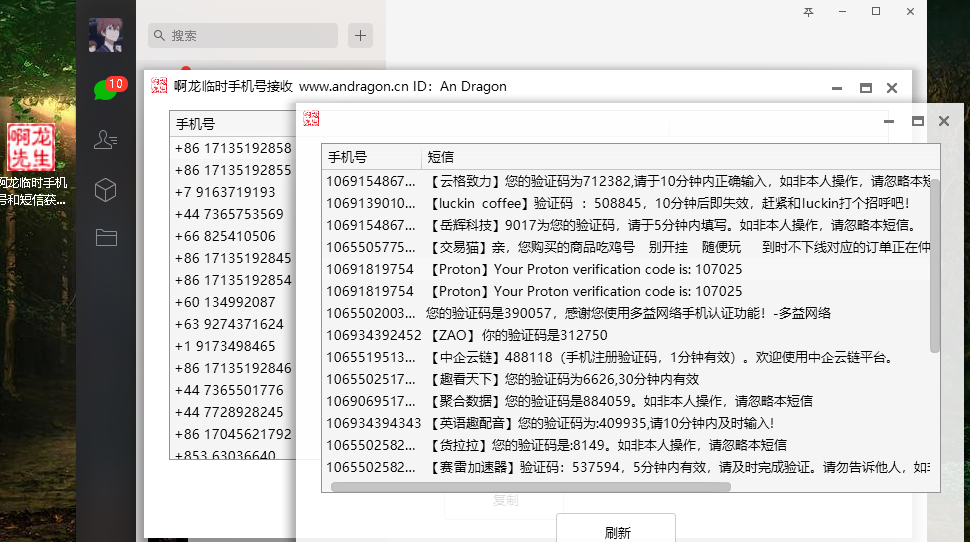 搜索
10
啊龙临时手机号接收 www.andragon.cn ID：An Dragon
啊龙
先生
啊龙临时手机
号和短信获...
手机号
+86 17135192858
+86 17135192855
+7 9163719193
+44 7365753569
+66 825410506
+86 17135192845
+86 17135192854
+60 134992087
+63 9274371624
+1 9173498465
+86 17135192846
+44 7365501776
+44 7728928245
+86 17045621792
+853 63036640
手机号 短信
1069154867... 【云格致力】您的验证码为712382,请于10分钟内正确输入，如非本人操作，请忽略本短
1069139010... 【luckin coffee】验证码 ：508845，10分钟后即失效，赶紧和luckin打个招呼吧！
1069154867... 【岳辉科技】9017为您的验证码，请于5分钟内填写。如非本人操作，请忽略本短信。
1065505775... 【交易猫】亲，您购买的商品吃鸡号 别开挂 随便玩 到时不下线对应的订单正在仲
10691819754 【Proton】Your Proton verification code is: 107025
10691819754 【Proton】Your Proton verification code is: 107025
1065502003... 您的验证码是390057，感谢您使用多益网络手机认证功能！-多益网络
106934392452 【ZAO】你的验证码是312750
1065519513... 【中企云链】488118（手机注册验证码，1分钟有效）。欢迎使用中企云链平台。
1065502517... 【趣看天下】您的验证码为6626,30分钟内有效
1069069517... 【聚合数据】您的验证码是884059。如非本人操作，请忽略本短信
106934394343 【英语趣配音】您的验证码为:409935,请10分钟内及时输入!
1065502582... 【货拉拉】您的验证码是:8149。如非本人操作，请忽略本短信
1065502582... 【赛雷加速器】验证码：537594，5分钟内有效，请及时完成验证。请勿告诉他人，如非
复制
刷新